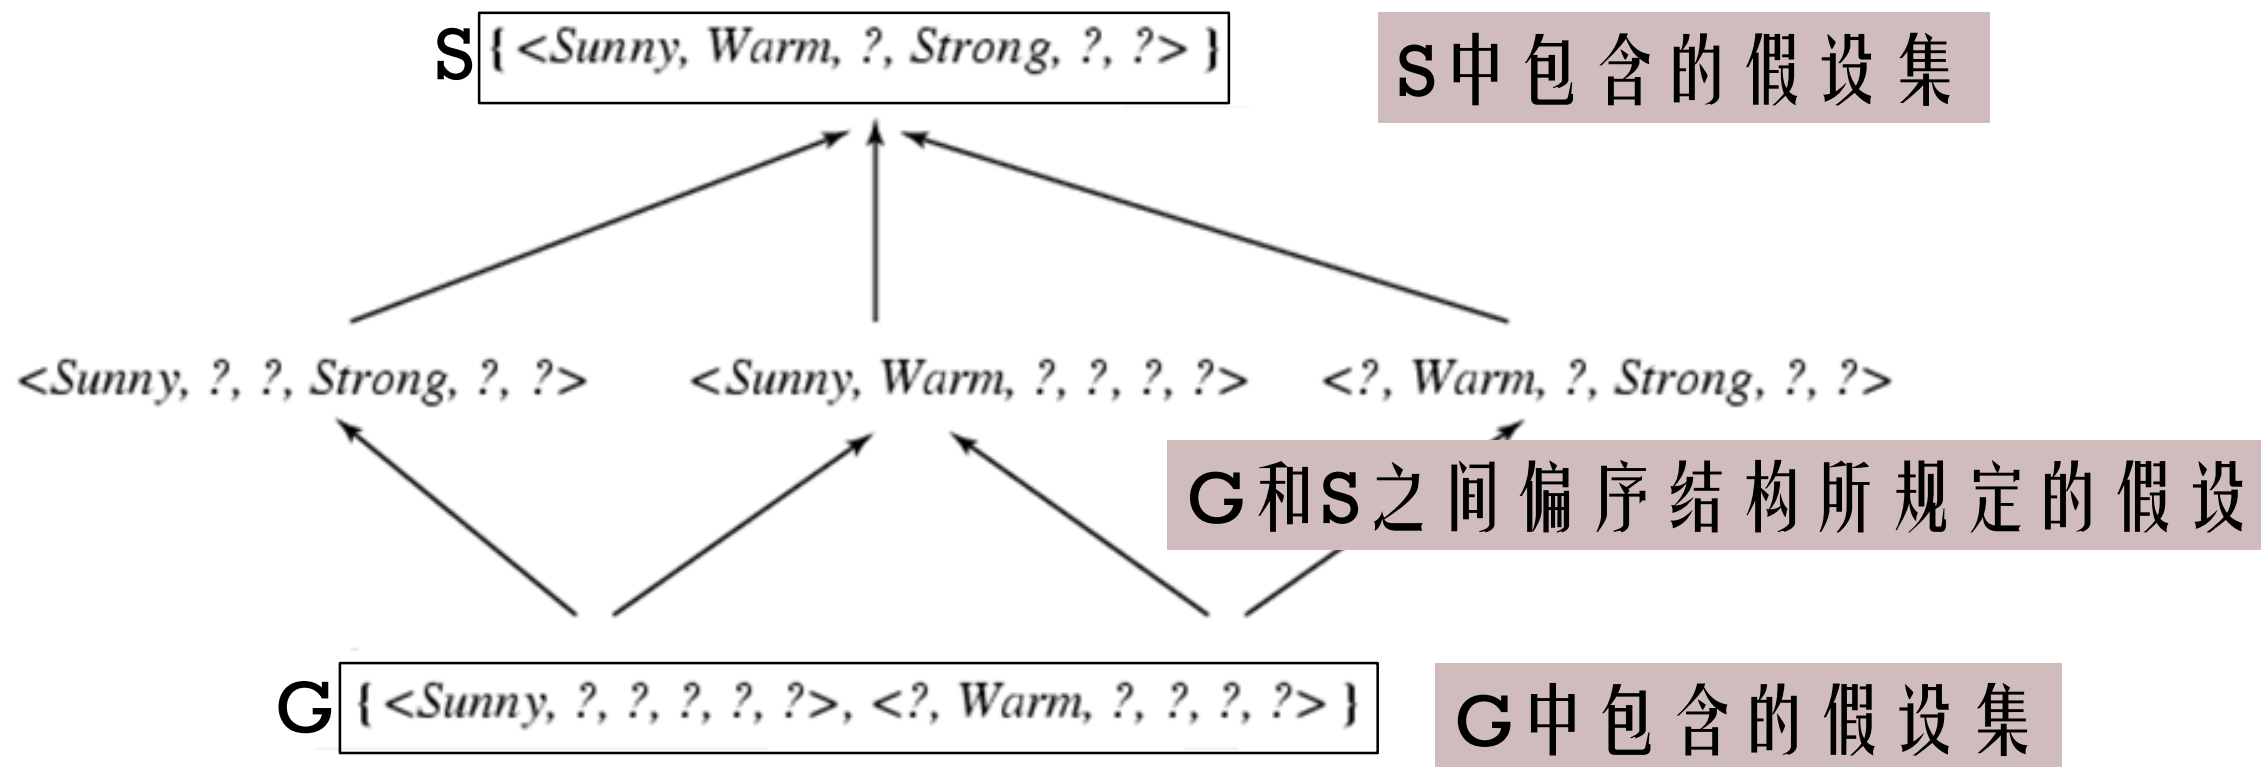 S { <Sunny, Warm, ?, Strong, ?, ?> }
S中包含的假设集
<Sunny, ?, ?, Strong, ?, ?>
<Sunny, Warm, ?, ?, ?, ?>
<?, Warm, ?, Strong, ?, ?>
G和S之间偏序结构所规定的假设
G { <Sunny, ?, ?, ?, ?, ?>, <?, Warm, ?, ?, ?, ?> }
G中包含的假设集